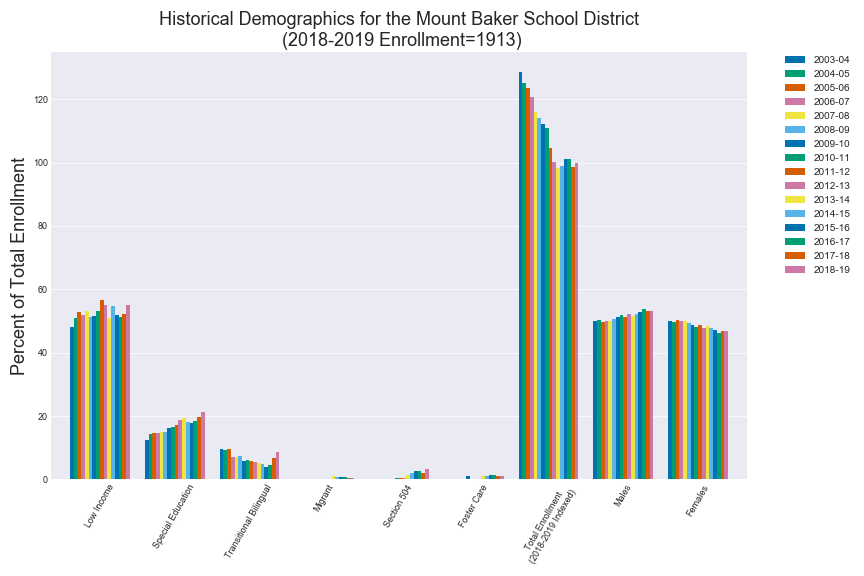 Historical Demographics for the Mount Baker School District
(2018-2019 Enrollment=1913)
Percent of Total Enrollment
120
100
80
60
40
20
0
Low Income
Special Education
Transitional Bilingual
Migrant
Section 504
Foster Care
Total Enrollment
(2018-2019 Indexed)
Males
Females
2003-04
2004-05
2005-06
2006-07
2007-08
2008-09
2009-10
2010-11
2011-12
2012-13
2013-14
2014-15
2015-16
2016-17
2017-18
2018-19